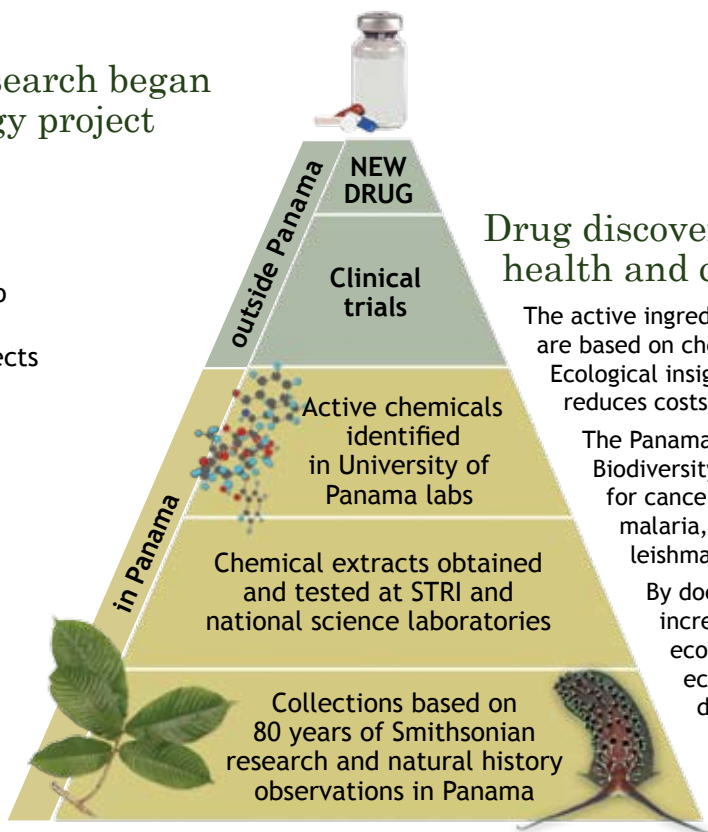 search began
gy project
o
ects
outside Panama
in Panama
NEW
DRUG
Clinical
trials
Active chemicals
identified
in University of
Panama labs
Chemical extracts obtained
and tested at STRI and
national science laboratories
Collections based on
80 years of Smithsonian
research and natural history
observations in Panama
Drug discover
health and c
The active ingred
are based on che
Ecological insig
reduces costs
The Panama
Biodiversity
for cance
malaria,
leishma
By doc
incre
eco
ec
d